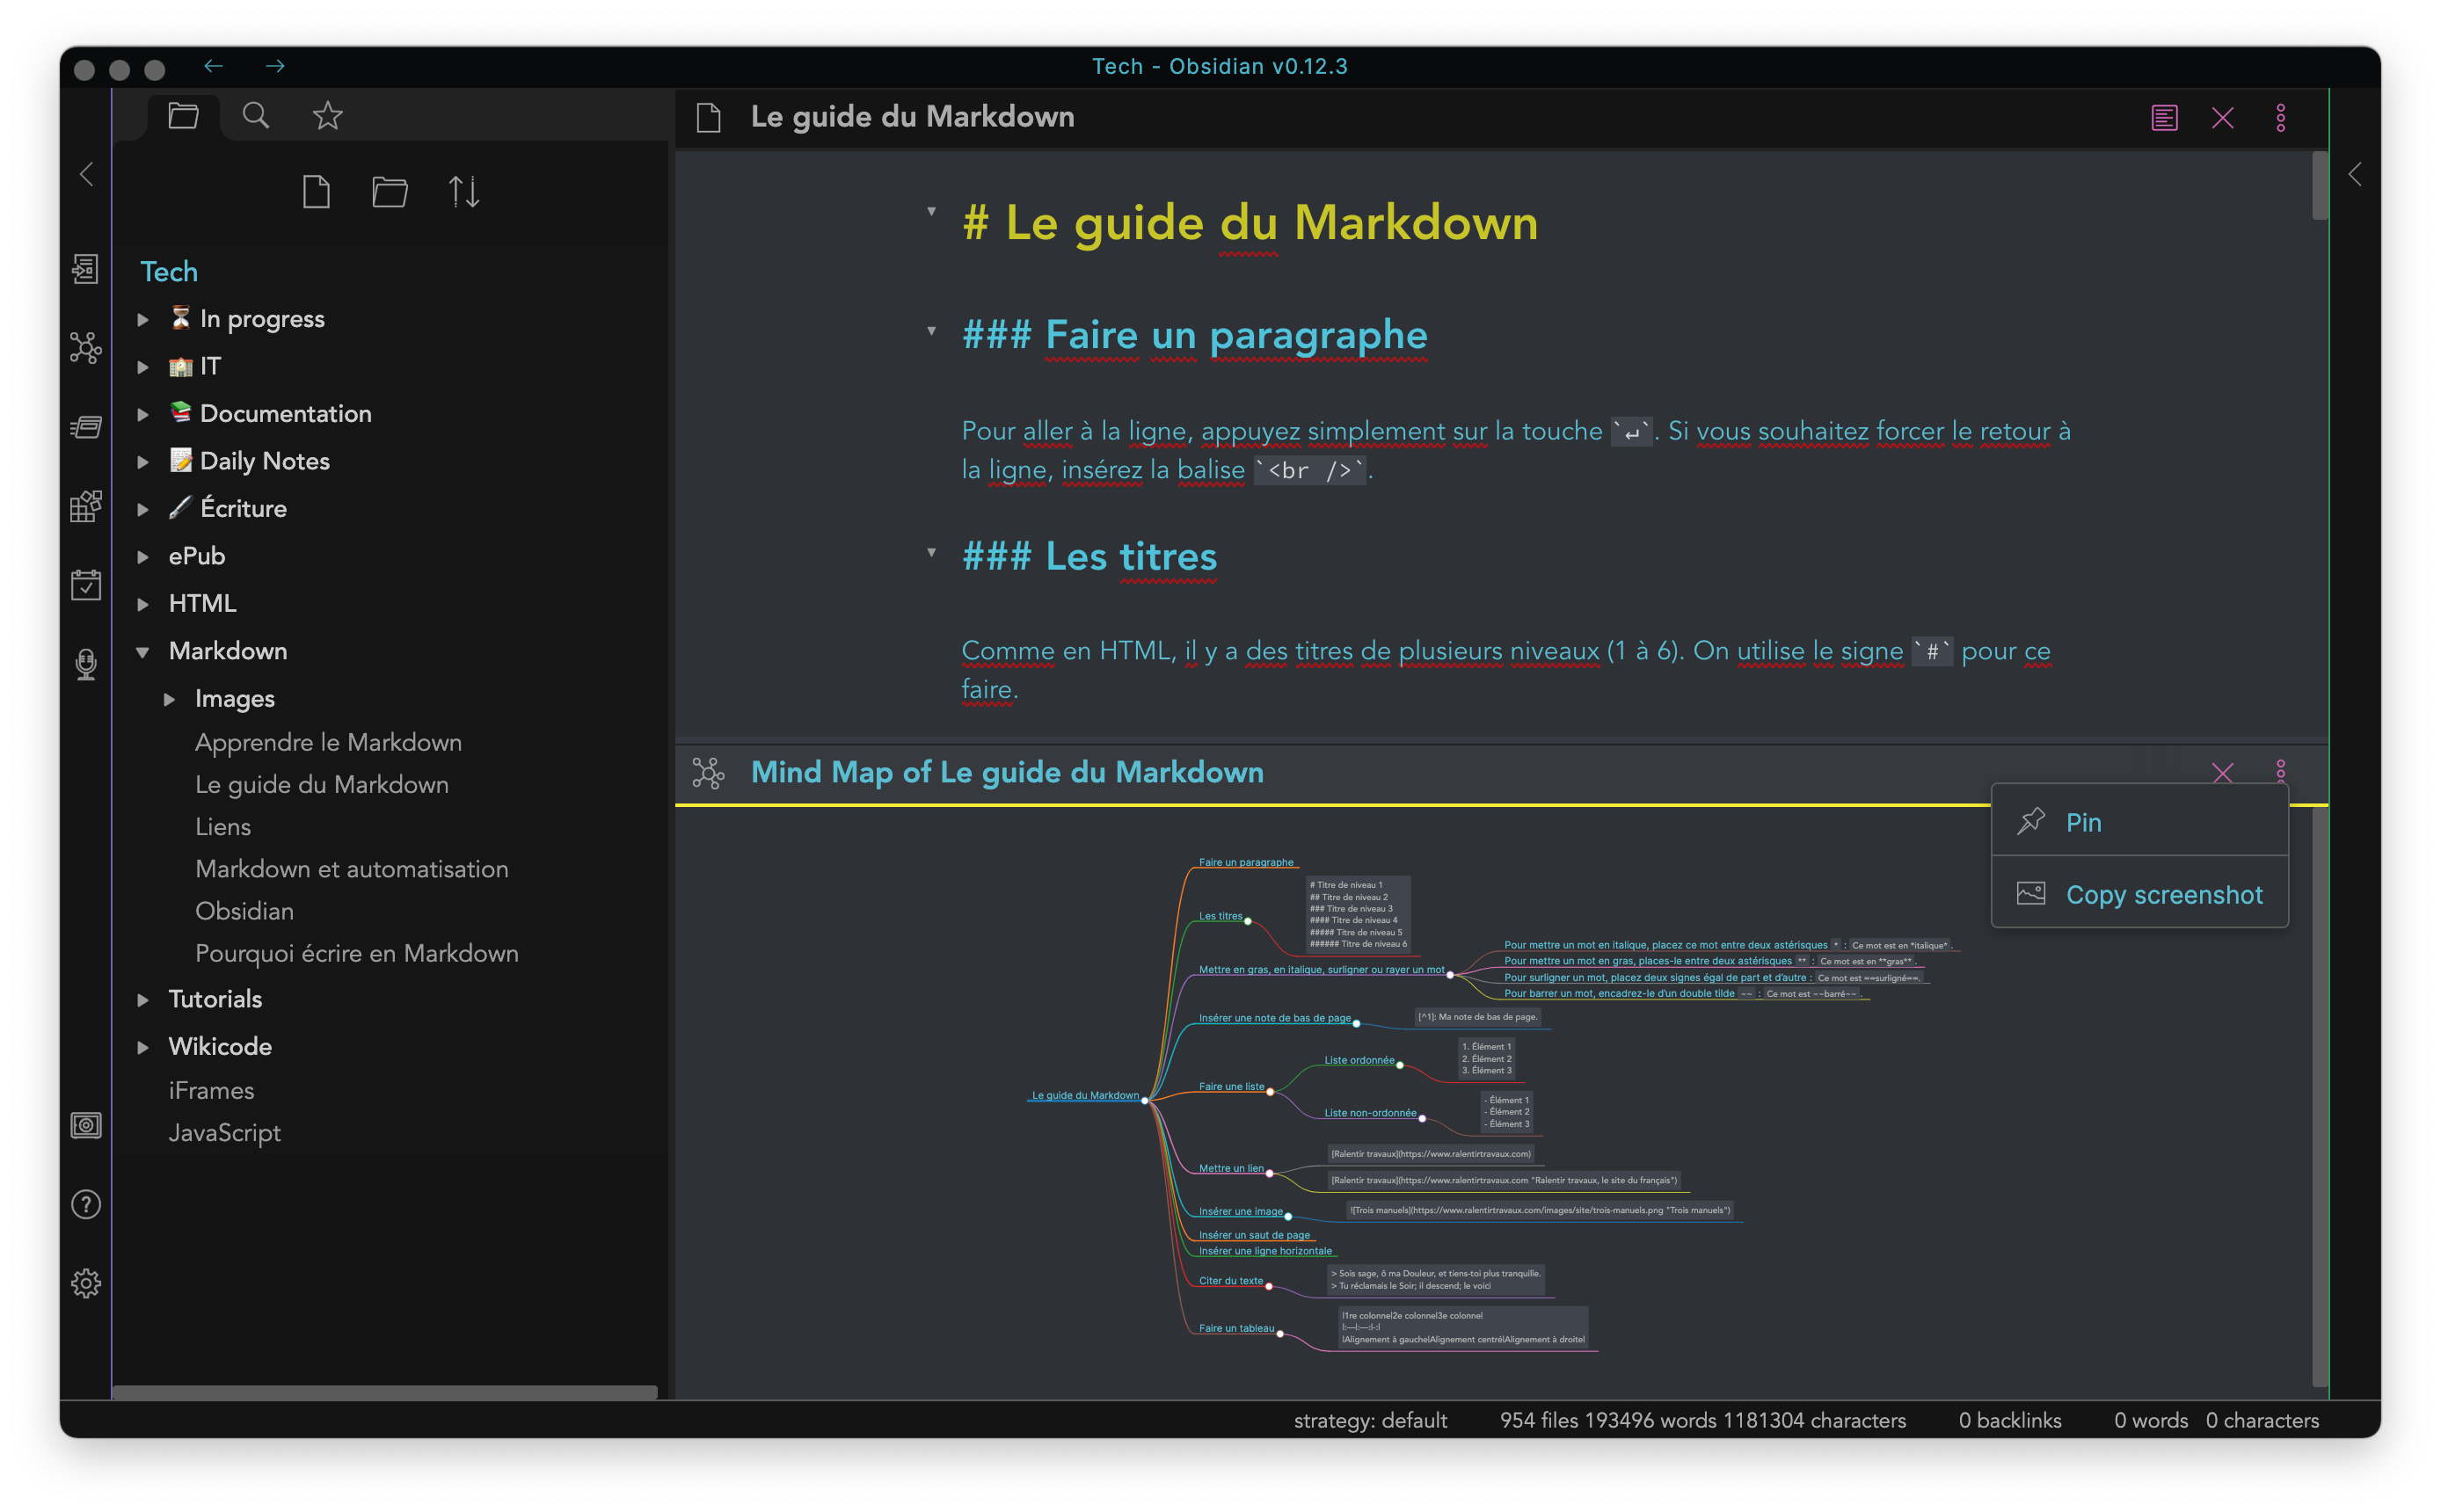 Tech - Obsidian v0.12.3
Le guide du Markdown
Tech
In progress
IT
Documentation
Daily Notes
Écriture
ePub
HTML
Markdown
Images
Apprendre le Markdown
Le guide du Markdown
Liens
Markdown et automatisation
Obsidian
Pourquoi écrire en Markdown
Tutorials
Wikicode
iFrames
JavaScript
# Le guide du Markdown
### Faire un paragraphe
Pour aller à la ligne, appuyez simplement sur la touche `↵`. Si vous souhaitez forcer le retour à
la ligne, insérez la balise `<br />`.
### Les titres
Comme en HTML, il y a des titres de plusieurs niveaux (1 à 6). On utilise le signe `#` pour ce
faire.
Mind Map of Le guide du Markdown
Pin
Copy screenshot
Le guide du Markdown
Faire un paragraphe
Les titres
# Titre de niveau 1
## Titre de niveau 2
### Titre de niveau 3
#### Titre de niveau 4
##### Titre de niveau 5
###### Titre de niveau 6
Mettre en gras, en italique, surligner ou rayer un mot
Pour mettre un mot en italique, placez ce mot entre deux astérisques * : Ce mot est en *italique*.
Pour mettre un mot en gras, places-le entre deux astérisques ** : Ce mot est en **gras**.
Pour surligner un mot, placez deux signes égal de part et d'autre : Ce mot est ==surligné==.
Pour barrer un mot, encadrez-le d'un double tilde ~~ : Ce mot est ~~barré~~.
Insérer une note de bas de page
[^1]: Ma note de bas de page.
Faire une liste
Liste ordonnée
1. Élément 1
2. Élément 2
3. Élément 3
Liste non-ordonnée
- Élément 1
- Élément 2
- Élément 3
Mettre un lien
[Ralentir travaux](https://www.ralentirtravaux.com)
[Ralentir travaux](https://www.ralentirtravaux.com "Ralentir travaux, le site du français")
Insérer une image
![Trois manuels](https://www.ralentirtravaux.com/images/site/trois-manuels.png "Trois manuels")
Insérer un saut de page
Insérer une ligne horizontale
Citer du texte
> Sois sage, ô ma Douleur, et tiens-toi plus tranquille.
> Tu réclamais le Soir; il descend; le voici
Faire un tableau
|1re colonne|2e colonne|3e colonne|
|:—|:—:|-:|
|Alignement à gauche|Alignement centré|Alignement à droite|
strategy: default 954 files 193496 words 1181304 characters 0 backlinks 0 words 0 characters